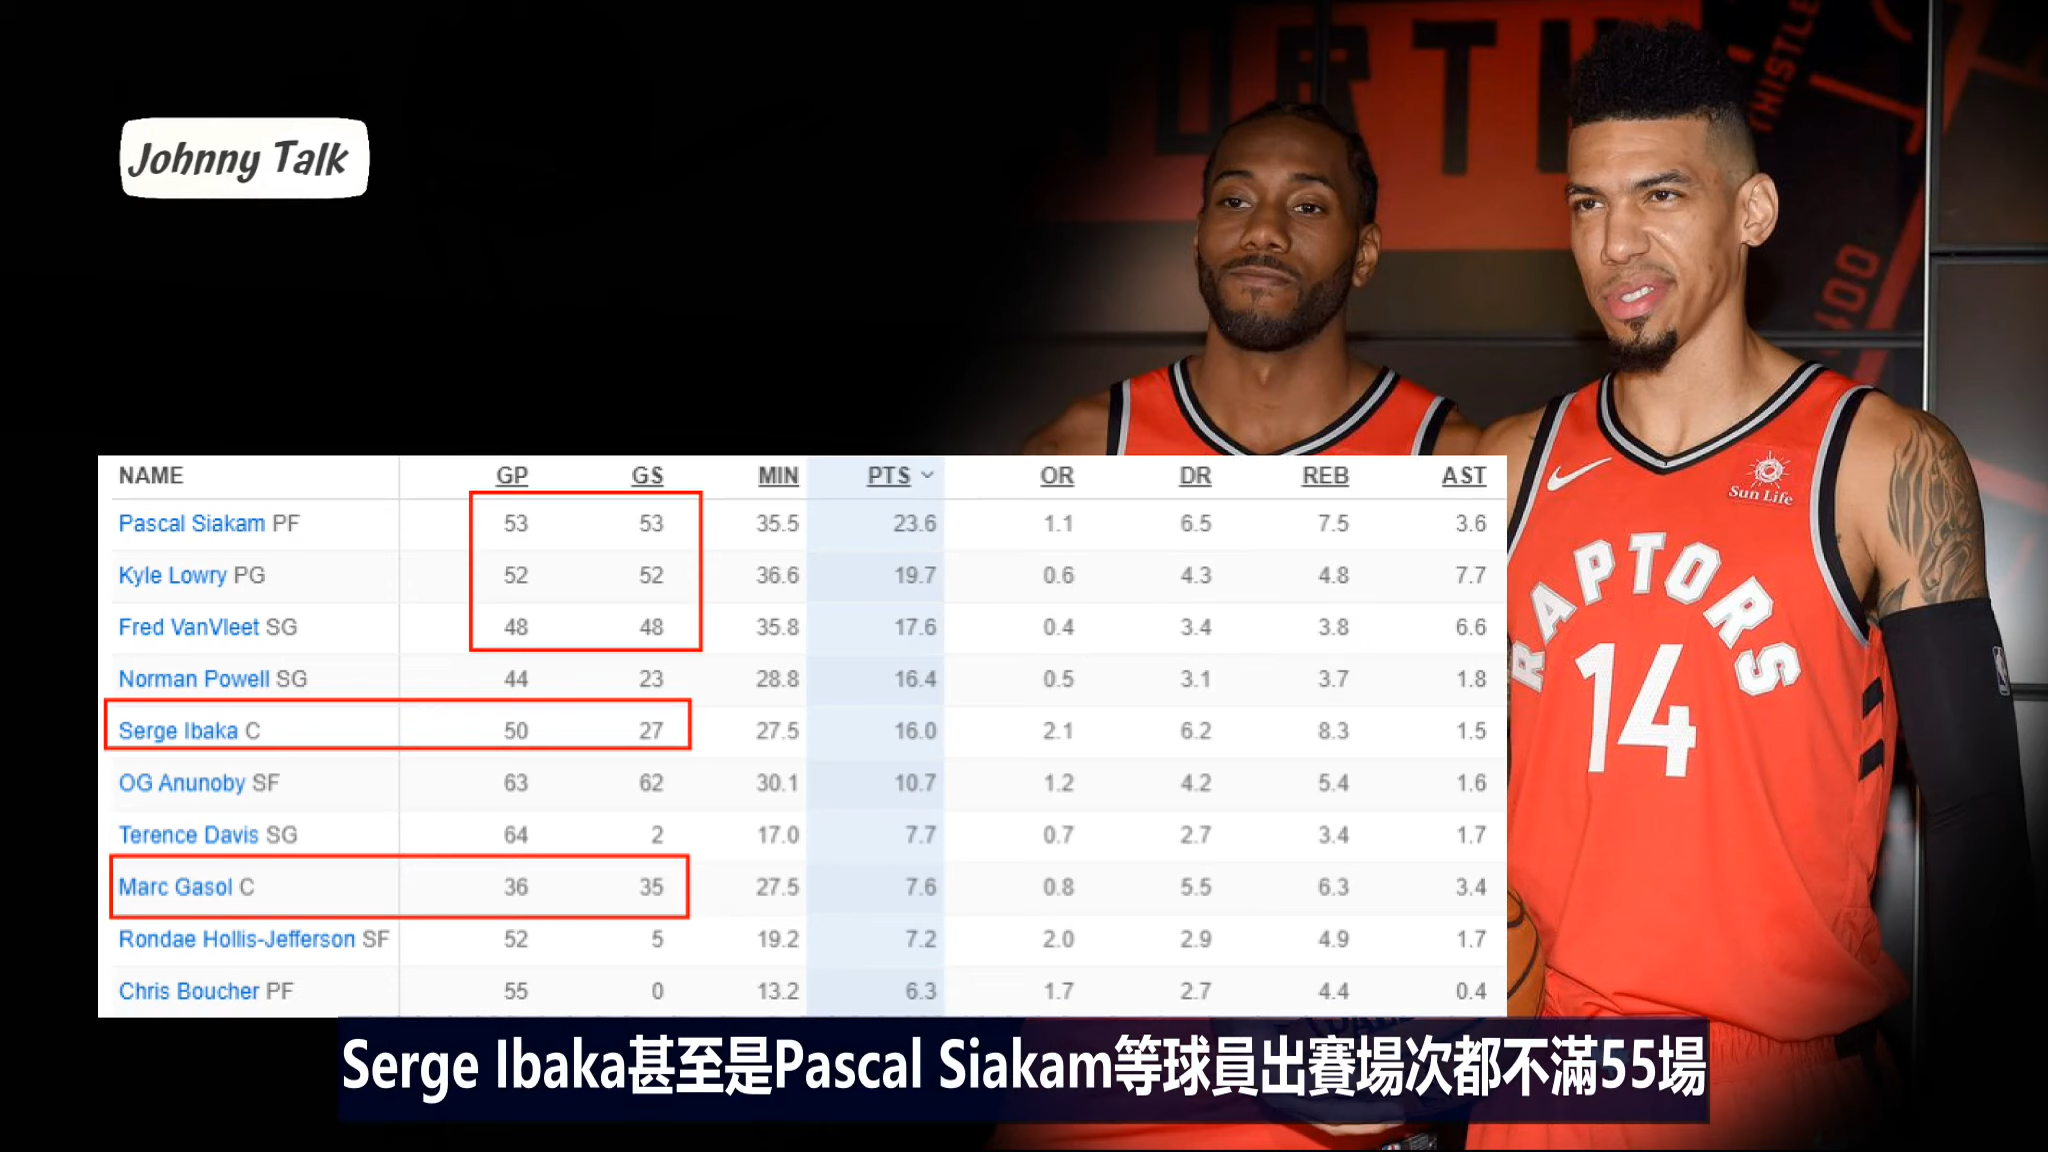 Johnny Talk
NAME GP GS MIN PTS OR DR REB AST
Pascal Siakam PF 53 53 35.5 23.6 1.1 6.5 7.5 3.6
Kyle Lowry PG 52 52 36.6 19.7 0.6 4.3 4.8 7.7
Fred VanVleet SG 48 48 35.8 17.6 0.4 3.4 3.8 6.6
Norman Powell SG 44 23 28.8 16.4 0.5 3.1 3.7 1.8
Serge Ibaka C 50 27 27.5 16.0 2.1 6.2 8.3 1.5
OG Anunoby SF 63 62 30.1 10.7 1.2 4.2 5.4 1.6
Terence Davis SG 64 2 17.0 7.7 0.7 2.7 3.4 1.7
Marc Gasol C 36 35 27.5 7.6 0.8 5.5 6.3 3.4
Rondae Hollis-Jefferson SF 52 5 19.2 7.2 2.0 2.9 4.9 1.7
Chris Boucher PF 55 0 13.2 6.3 1.7 2.7 4.4 0.4
Sun Life
RAPTORS
14
THISTLE
Serge Ibaka甚至是Pascal Siakam等球員出賽場次都不滿55場